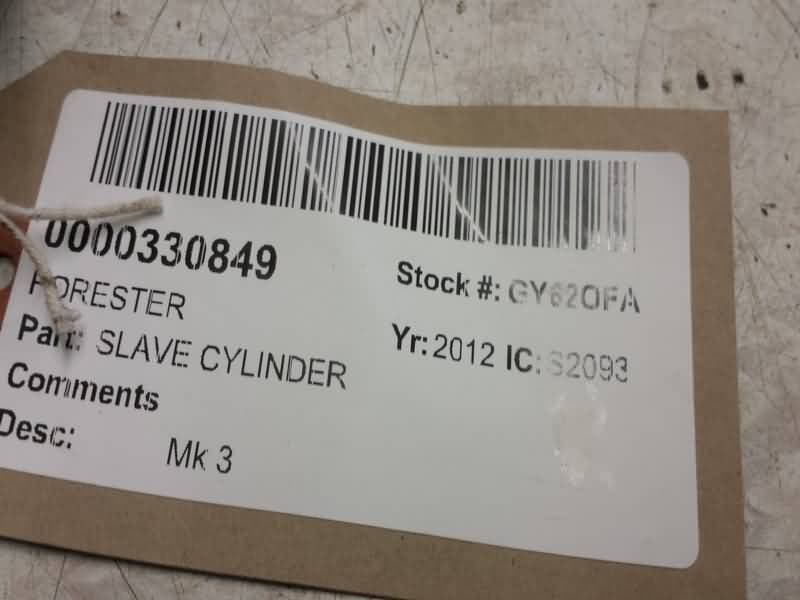 0000330849
Stock #: GY62OFA
FORESTER
Yr: 2012 IC: S2093
Part: SLAVE CYLINDER
Comments
Desc: Mk 3